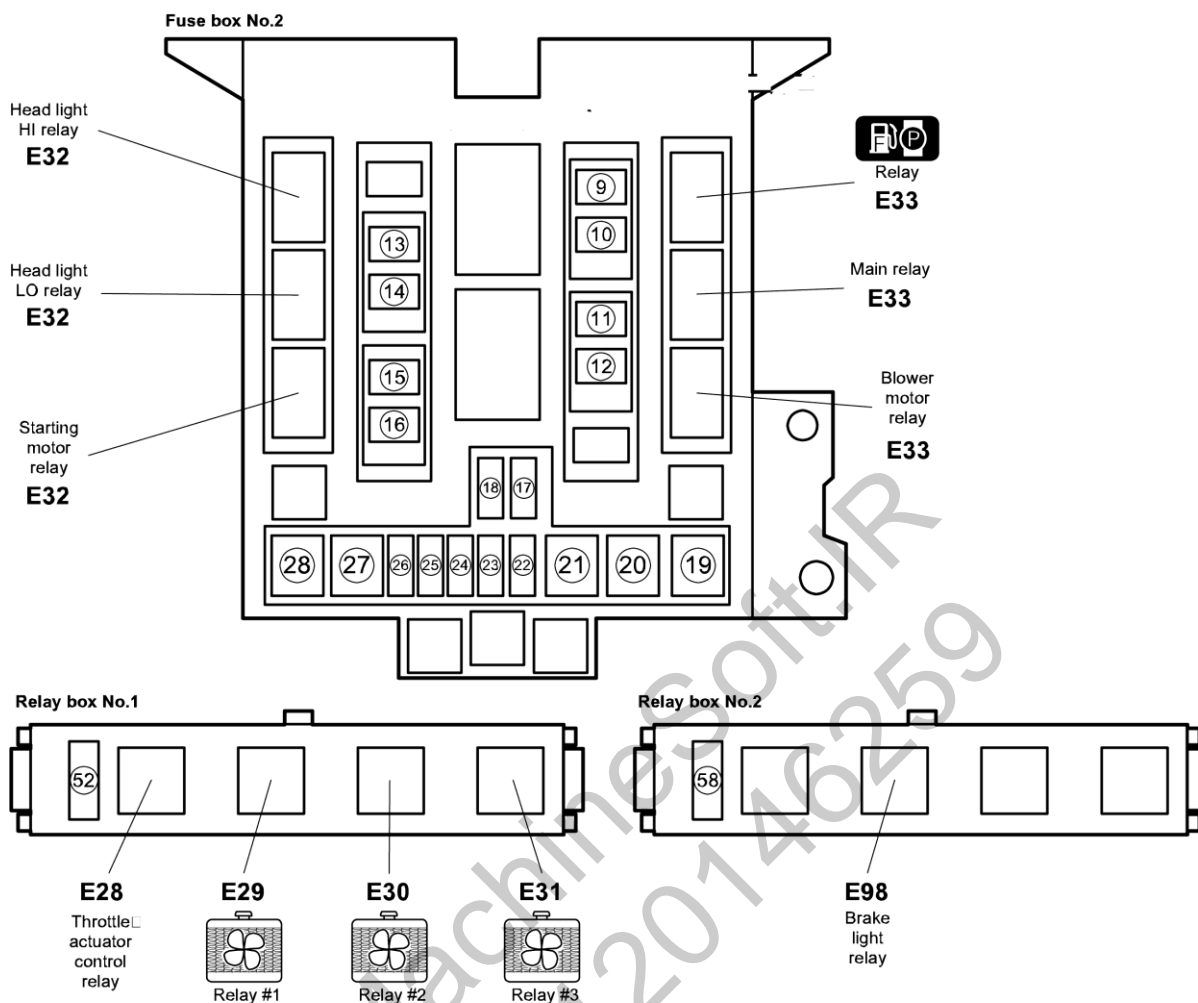 Fuse box No.2
Head light
HI relay
E32
Head light
LO relay
E32
Starting
motor
relay
E32
F P
Relay
E33
Main relay
E33
Blower
motor
relay
E33
9
10
13
14
11
12
15
16
18 17
28 27 26 25 24 23 22 21 20 19
Relay box No.1
52
E28
Throttle
actuator
control
relay
E29
Relay #1
E30
Relay #2
E31
Relay #3
Relay box No.2
58
E98
Brake
light
relay